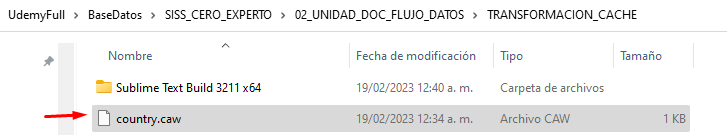 UdemyFull > BaseDatos > SISS_CERO_EXPERTO > 02_UNIDAD_DOC_FLUJO_DATOS > TRANSFORMACION_CACHE
Nombre Fecha de modificación Tipo Tamaño
Sublime Text Build 3211 x64 19/02/2023 12:40 a. m. Carpeta de archivos
country.caw 19/02/2023 12:34 a. m. Archivo CAW 1 KB